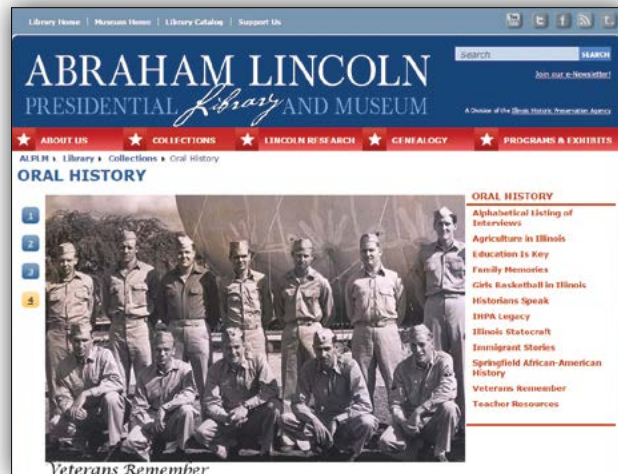 Library Home | Museum Home | Library Catalog | Support Us
Search SEARCH
Join our e-Newsletter!
ABRAHAM LINCOLN
PRESIDENTIAL Library AND MUSEUM
A Division of the Illinois Historic Preservation Agency
ABOUT US COLLECTIONS LINCOLN RESEARCH GENEALOGY PROGRAMS & EXHIBITS
ALPLM Library Collections Oral History
ORAL HISTORY
1
2
3
4
Veterans Remember
ORAL HISTORY
Alphabetical Listing of
Interviews
Agriculture in Illinois
Education Is Key
Family Memories
Girls Basketball in Illinois
Historians Speak
IHPA Legacy
Illinois Statecraft
Immigrant Stories
Springfield African-American
History
Veterans Remember
Teacher Resources